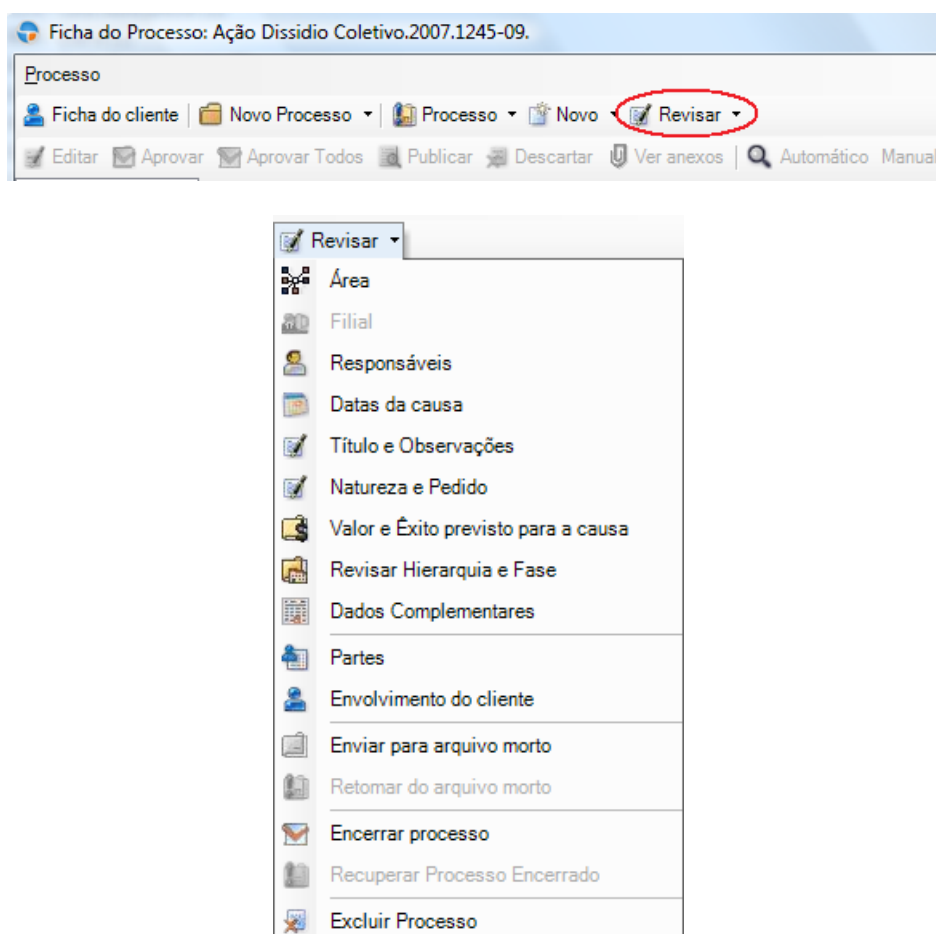 Ficha do Processo: Ação Dissidio Coletivo.2007.1245-09.
Processo
Ficha do cliente Novo Processo Processo Novo Revisar
Editar Aprovar Aprovar Todos Publicar Descartar Ver anexos Automático Manual
Revisar
Área
Filial
Responsáveis
Datas da causa
Título e Observações
Natureza e Pedido
Valor e Êxito previsto para a causa
Revisar Hierarquia e Fase
Dados Complementares
Partes
Envolvimento do cliente
Enviar para arquivo morto
Retomar do arquivo morto
Encerrar processo
Recuperar Processo Encerrado
Excluir Processo